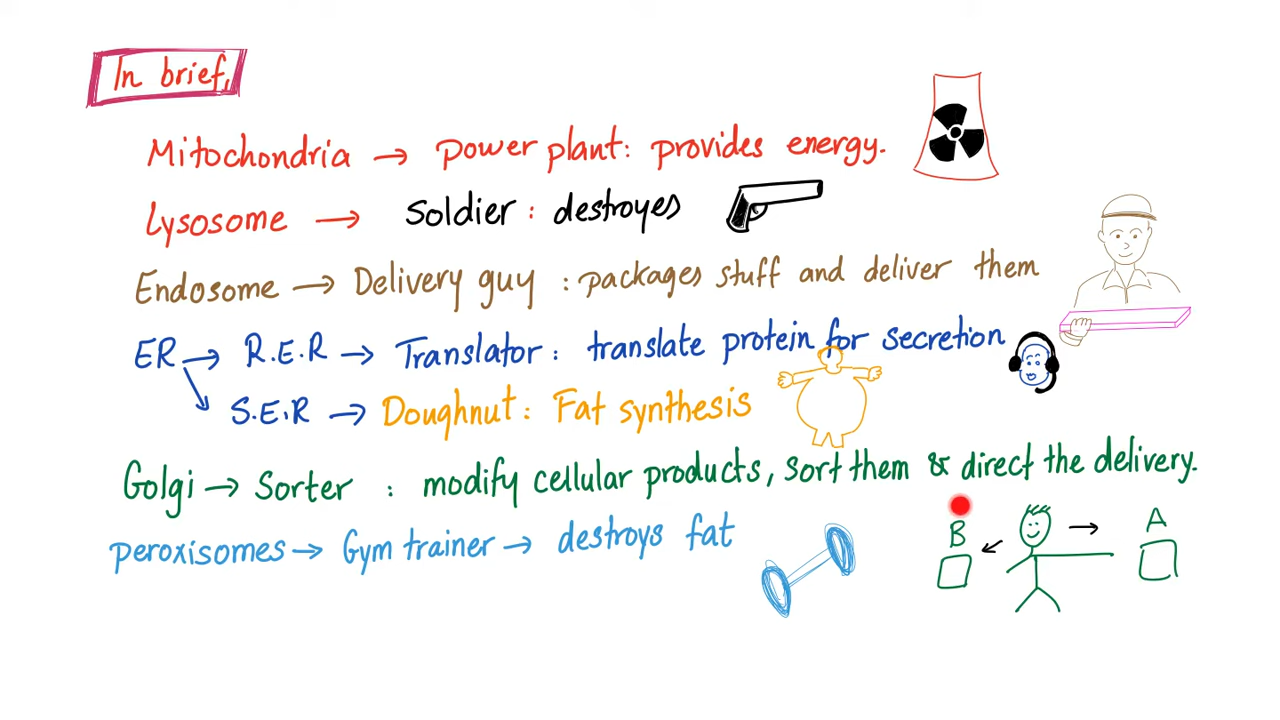 In brief,
Mitochondria → power plant: provides energy.
Lysosome → Soldier: destroyes
Endosome → Delivery guy : packages stuff and deliver them
ER → R.E.R → Translator: translate protein for secretion
S.E.R → Doughnut: Fat synthesis
Golgi → Sorter : modify cellular products, sort them & direct the delivery.
peroxisomes → Gym trainer → destroys fat
B A